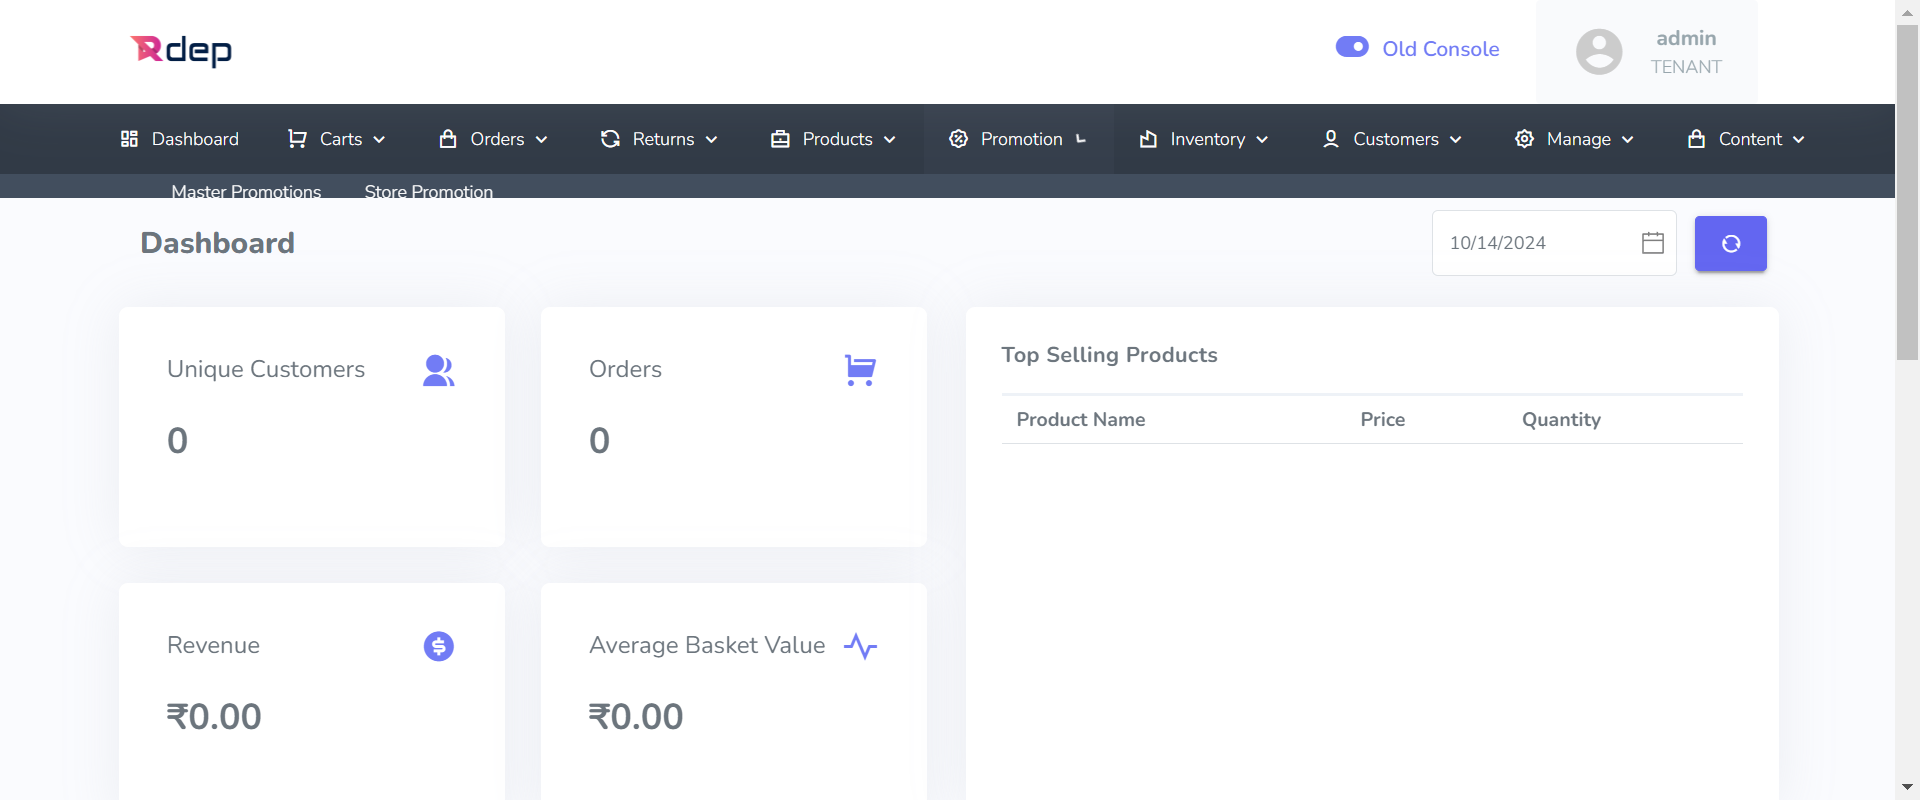 Rdep
Old Console
admin
TENANT
Dashboard
Carts
Orders
Returns
Products
Promotion
Inventory
Customers
Manage
Content
Master Promotions
Store Promotion
Dashboard
10/14/2024
Unique Customers
0
Orders
0
Top Selling Products
Product Name
Price
Quantity
Revenue
₹0.00
Average Basket Value
₹0.00